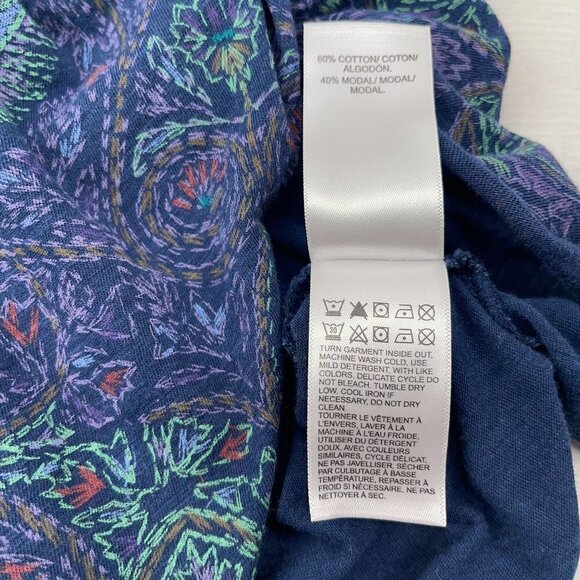 60% COTTON/ COTON/
ALGODÓN.
40% MODAL/ MODAL/
MODAL.
30
TURN GARMENT INSIDE OUT,
MACHINE WASH COLD, USE
MILD DETERGENT, WITH LIKE
COLORS. DELICATE CYCLE DO
NOT BLEACH. TUMBLE DRY
LOW. COOL IRON IF
NECESSARY, DO NOT DRY
CLEAN.
TOURNER LE VÊTEMENT À
L'ENVERS, LAVER À LA
MACHINE À L'EAU FROIDE.
UTILISER DU DÉTERGENT
DOUX, AVEC COULEURS
SIMILAIRES, CYCLE DÉLICAT,
NE PAS JAVELLISER, SÉCHER
PAR CULBUTAGE À BASSE
TEMPÉRATURE, REPASSER À
FROID SI NÉCESSAIRE, NE PAS
NETTOYER À SEC.